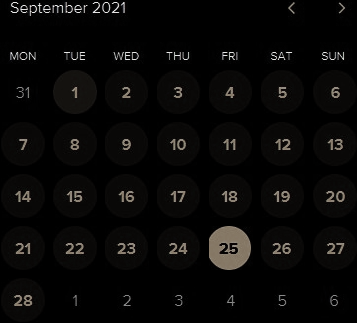 September 2021
MON TUE WED THU FRI SAT SUN
31 1 2 3 4 5 6
7 8 9 10 11 12 13
14 15 16 17 18 19 20
21 22 23 24 25 26 27
28 1 2 3 4 5 6